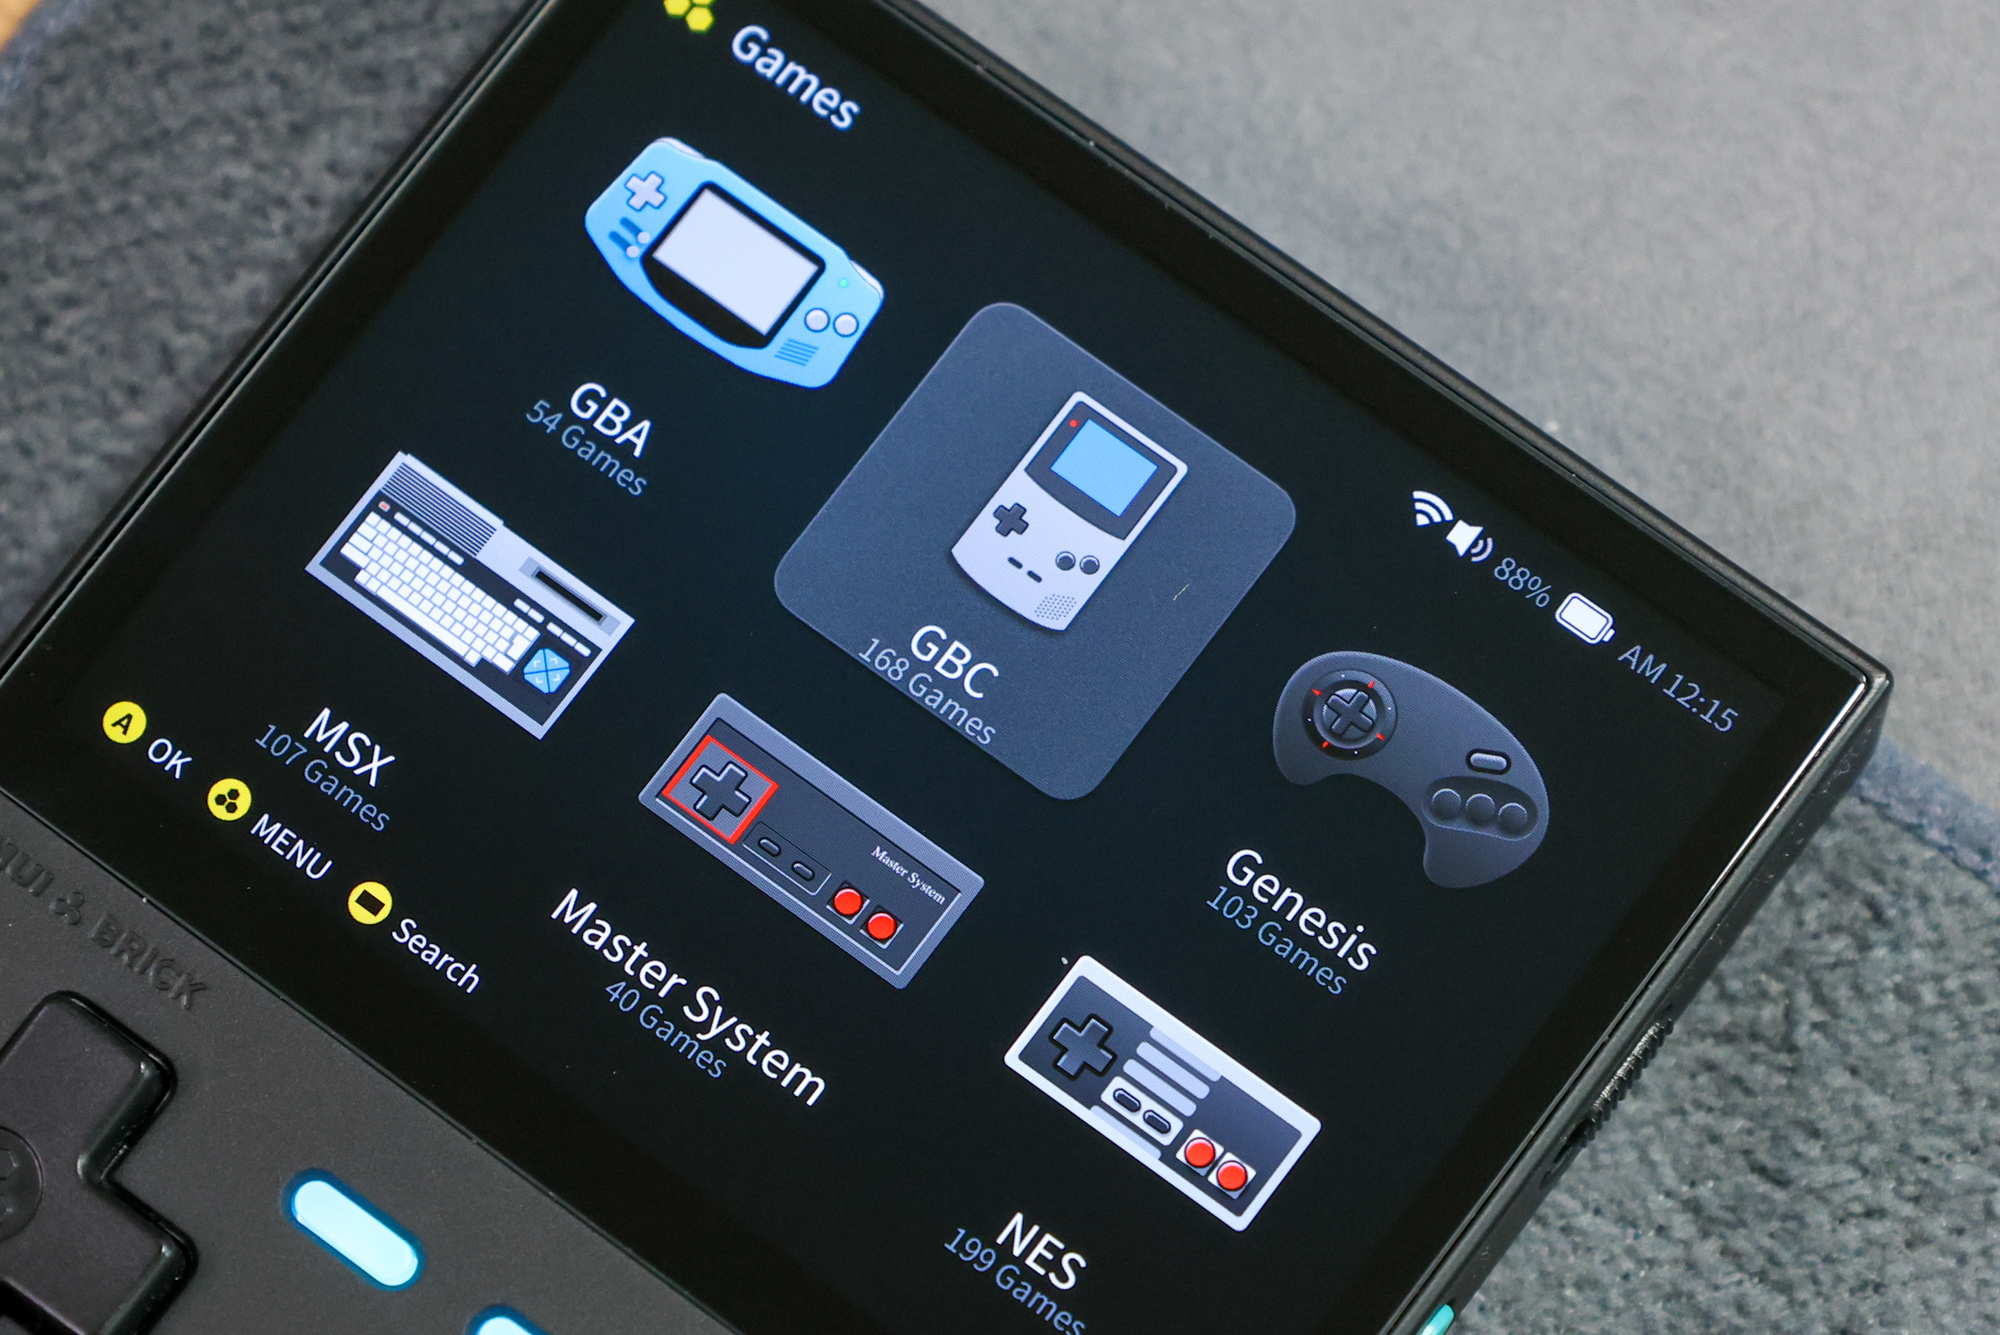 Games
88%
AM 12:15
GBA
54 Games
GBC
168 Games
Genesis
103 Games
MSX
107 Games
Master System
Master System
40 Games
NES
199 Games
A OK
MENU
Search
BRICK